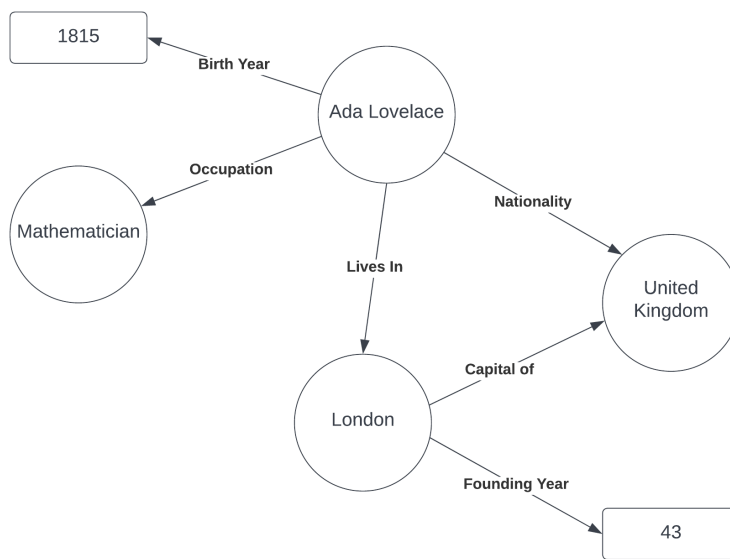 1815
Birth Year
Ada Lovelace
Occupation
Nationality
Mathematician
Lives In
United
Kingdom
Capital of
London
Founding Year
43